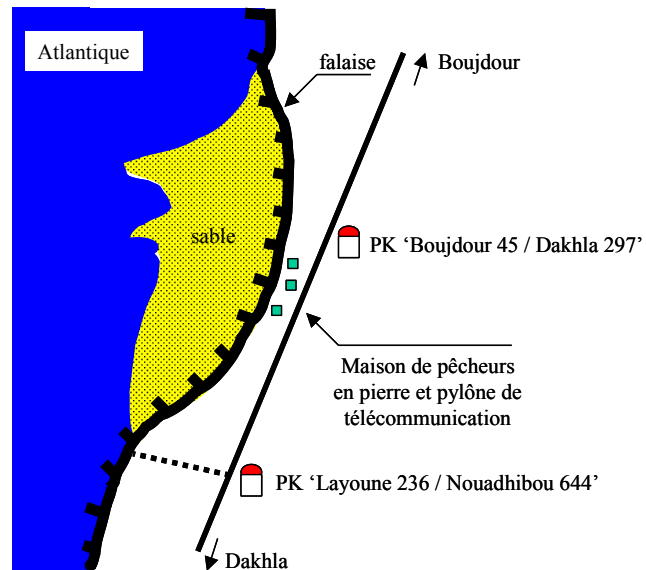 Atlantique
falaise
Boujdour
sable
PK ‘Boujdour 45 / Dakhla 297’
Maison de pêcheurs
en pierre et pylône de
télécommunication
PK ‘Layoune 236 / Nouadhibou 644’
Dakhla